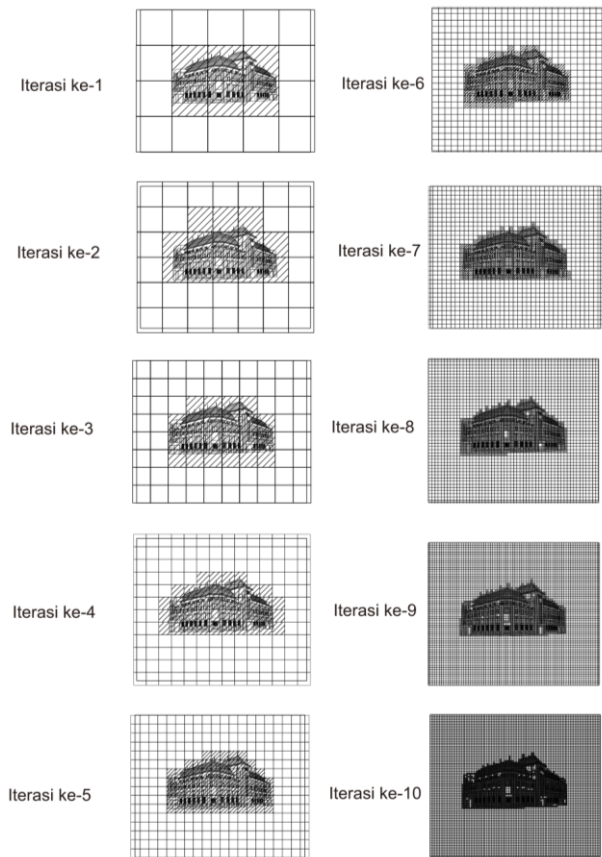 Iterasi ke-1
Iterasi ke-2
Iterasi ke-3
Iterasi ke-4
Iterasi ke-5
Iterasi ke-6
Iterasi ke-7
Iterasi ke-8
Iterasi ke-9
Iterasi ke-10